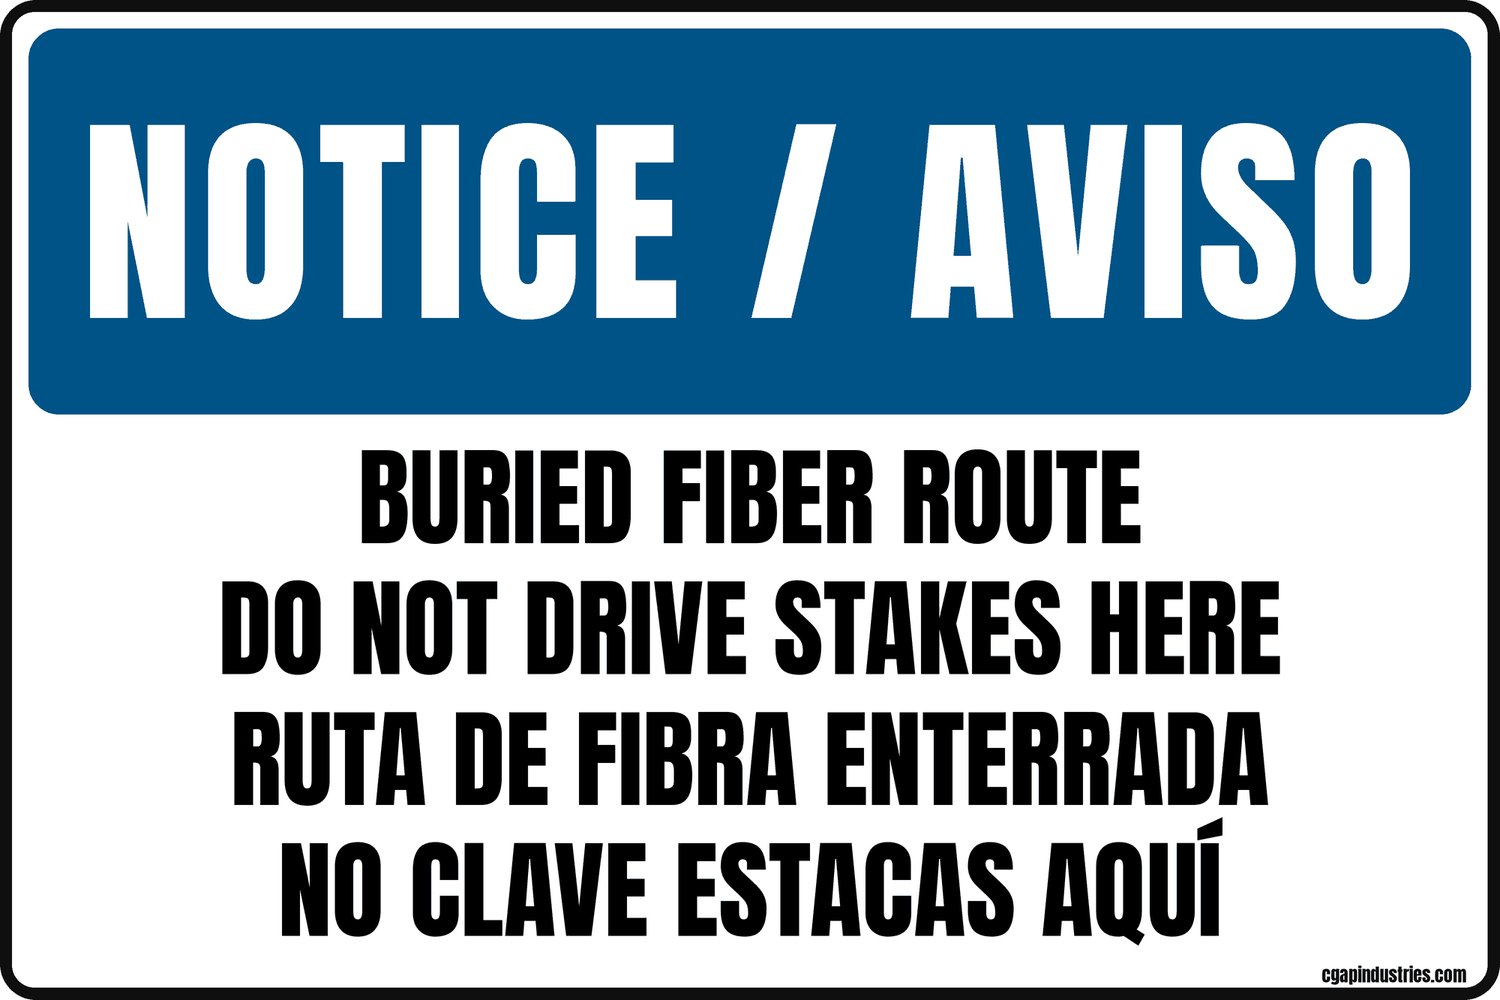 NOTICE / AVISO
BURIED FIBER ROUTE
DO NOT DRIVE STAKES HERE
RUTA DE FIBRA ENTERRADA
NO CLAVE ESTACAS AQUÍ
cgapindustries.com